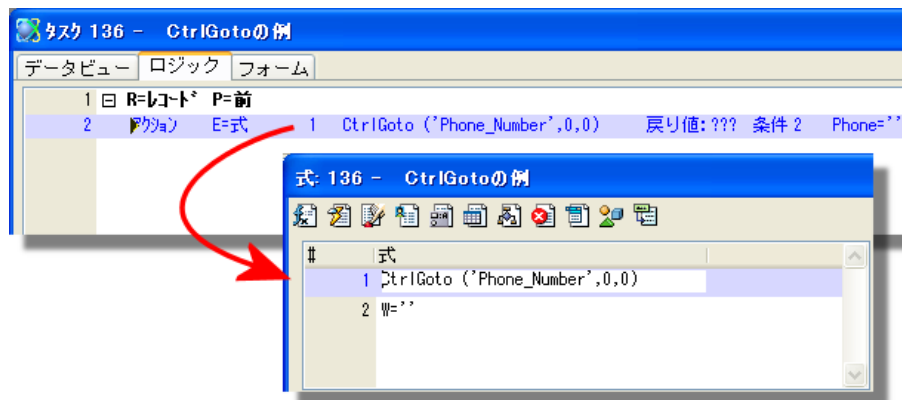 タスク 136 - CtrlGotoの例
データビュー ロジック フォーム
1 R=レコード P=前
2 アクション E=式 1 CtrlGoto ('Phone_Number',0,0) 戻り値:??? 条件 2 Phone=''
式: 136 - CtrlGotoの例
# 式
1 CtrlGoto ('Phone_Number',0,0)
2 W=''